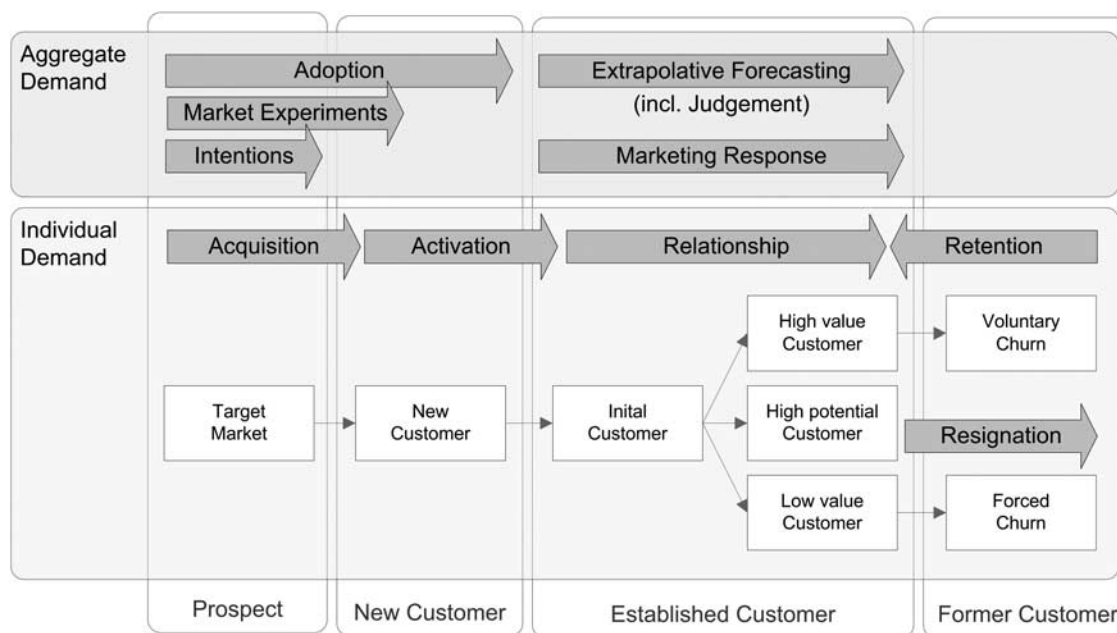 Aggregate
Demand
Adoption
Market Experiments
Intentions
Extrapolative Forecasting
(incl. Judgement)
Marketing Response
Individual
Demand
Acquisition
Activation
Relationship
Retention
Target
Market
New
Customer
Inital
Customer
High value
Customer
High potential
Customer
Low value
Customer
Voluntary
Churn
Resignation
Forced
Churn
Prospect
New Customer
Established Customer
Former Customer